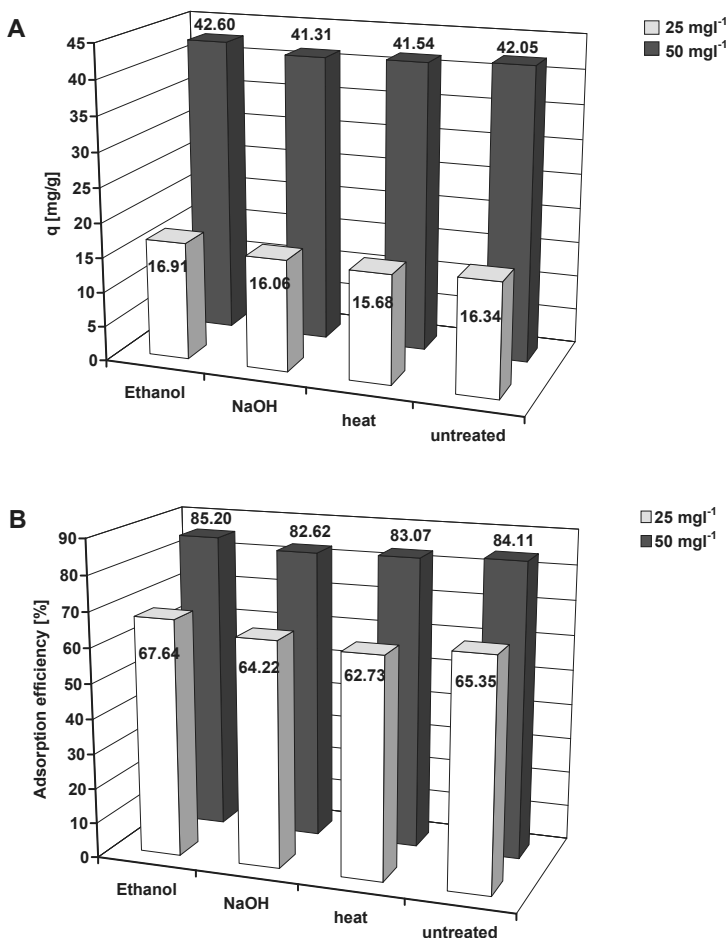 A
25 mgl⁻¹
50 mgl⁻¹
42.60
41.31
41.54
42.05
45
40
35
30
25
20
15
10
5
0
q [mg/g]
16.91
16.06
15.68
16.34
Ethanol
NaOH
heat
untreated
B
25 mgl⁻¹
50 mgl⁻¹
85.20
82.62
83.07
84.11
90
80
70
60
50
40
30
20
10
0
Adsorption efficiency [%]
67.64
64.22
62.73
65.35
Ethanol
NaOH
heat
untreated